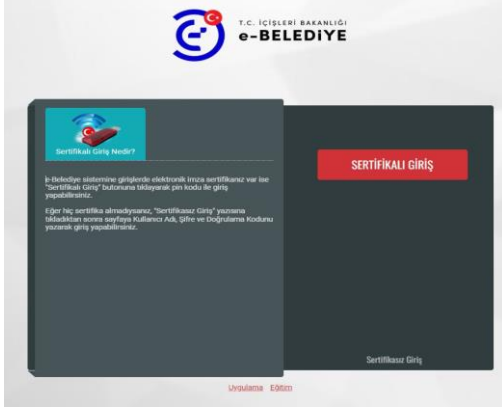 T.C. İÇİŞLERİ BAKANLIĞI
e-BELEDİYE
Sertifikalı Giriş Nedir?
e-Belediye sistemine girişlerde elektronik imza sertifikanız var ise
"Sertifikalı Giriş" butonuna tıklayarak pin kodu ile giriş
yapabilirsiniz.
Eğer hiç sertifika almadıysanız, "Sertifikasız Giriş" yazısına
tıkladıktan sonra sayfaya Kullanıcı Adı, Şifre ve Doğrulama Kodunu
yazarak giriş yapabilirsiniz.
SERTİFİKALI GİRİŞ
Sertifikasız Giriş
Uygulama Eğitim